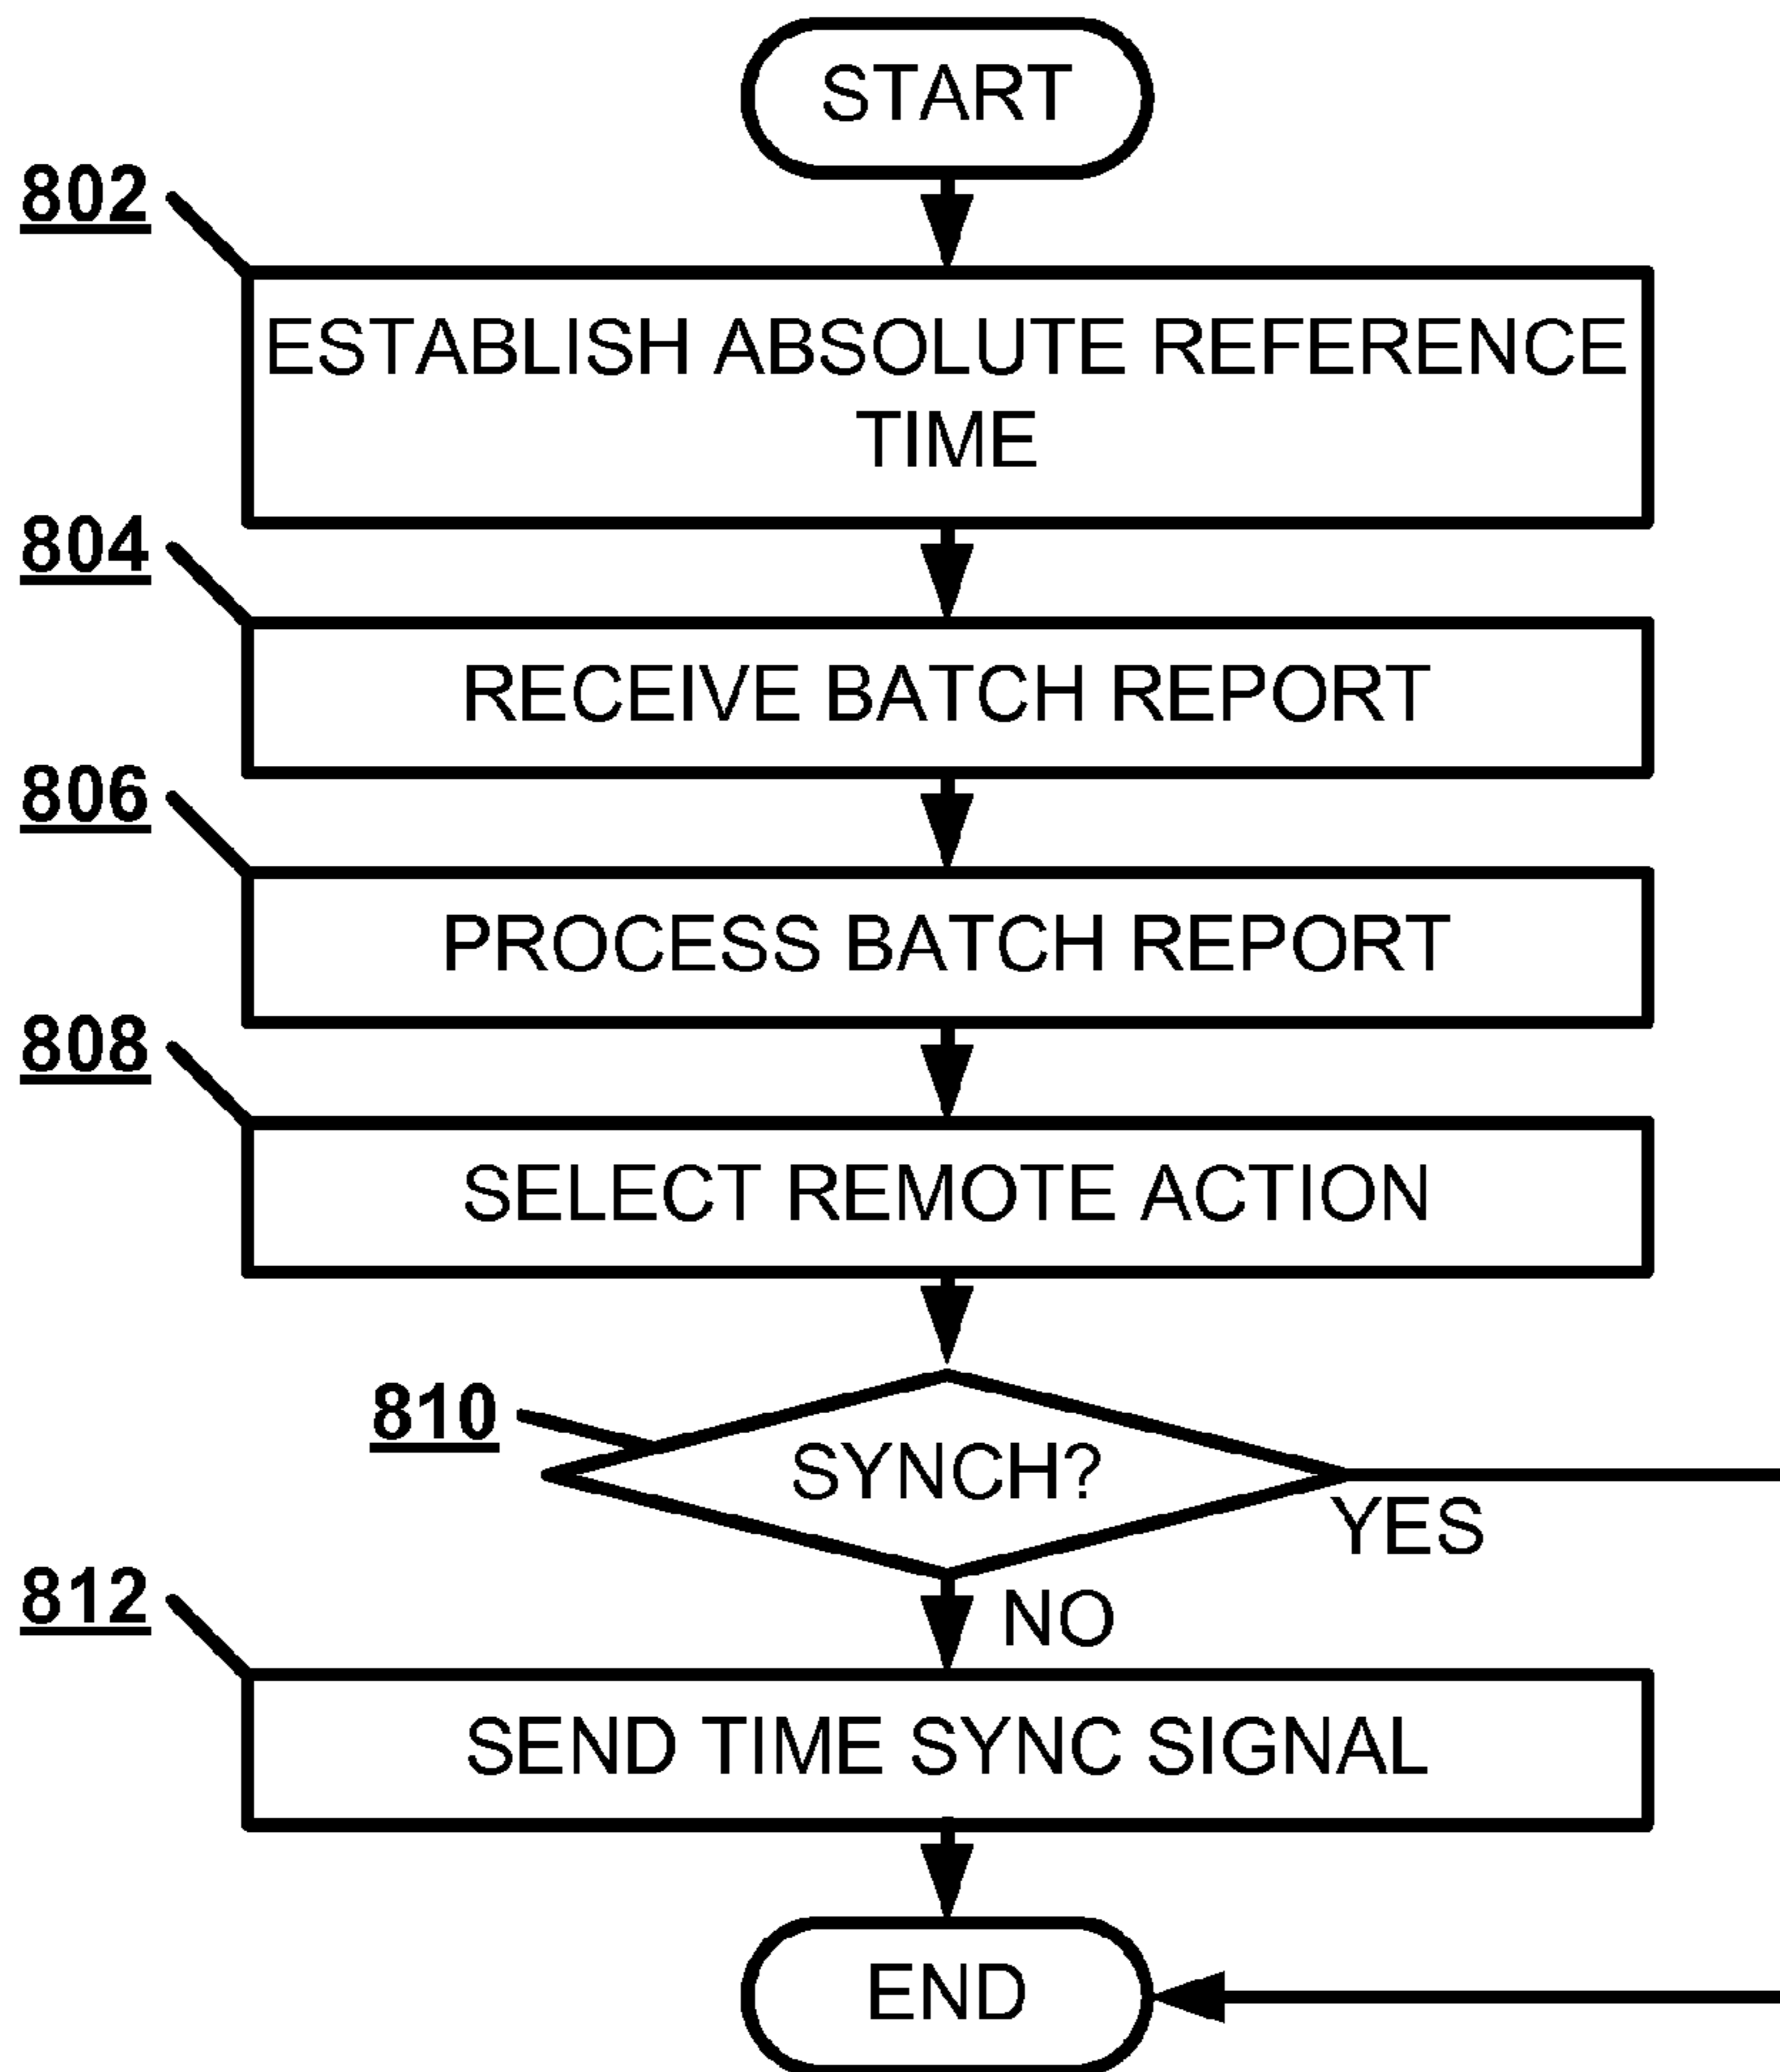 START
802
ESTABLISH ABSOLUTE REFERENCE
TIME
804
RECEIVE BATCH REPORT
806
PROCESS BATCH REPORT
808
SELECT REMOTE ACTION
810
SYNCH?
YES
NO
812
SEND TIME SYNC SIGNAL
END